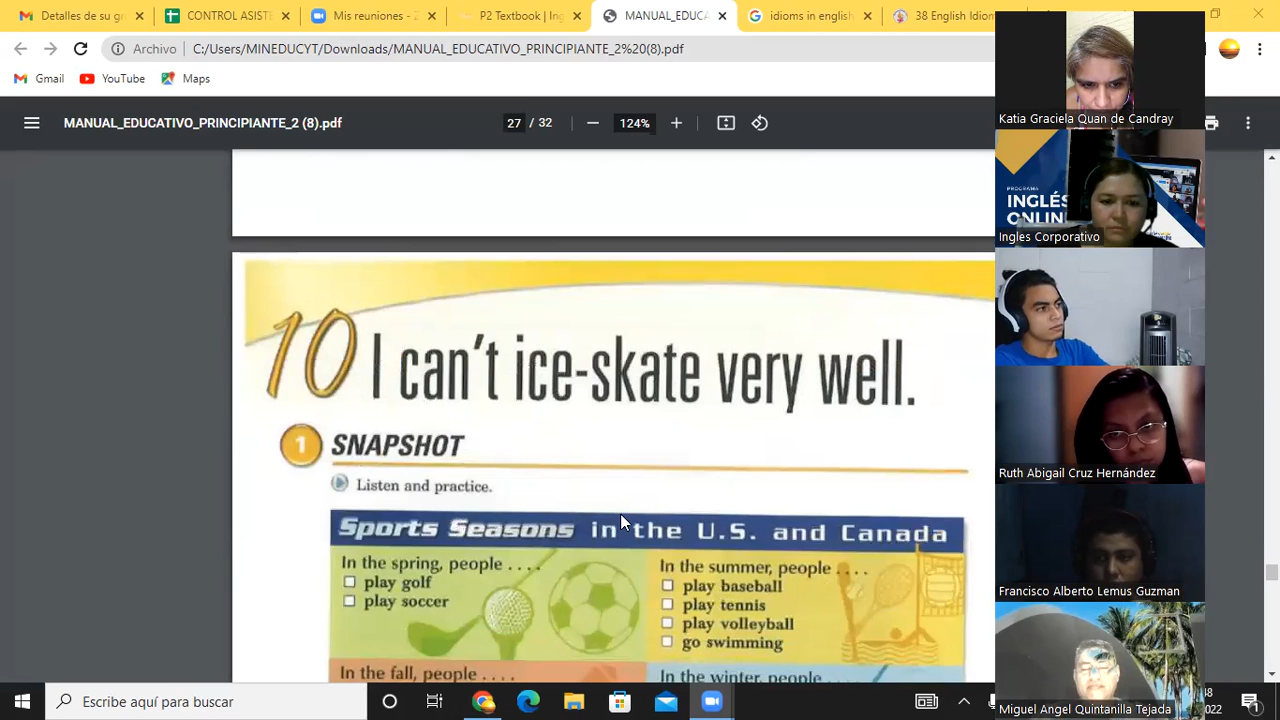 Detalles de su gr
CONTROL ASISTE
Mis reuniones - Z
P2 Textbook | Ing
MANUAL_EDUCA
idioms in english
38 English Idiom
Archivo
C:/Users/MINEDUCYT/Downloads/MANUAL_EDUCATIVO_PRINCIPIANTE_2%20(8).pdf
Gmail
YouTube
Maps
MANUAL_EDUCATIVO_PRINCIPIANTE_2 (8).pdf
27 / 32
124%
10 I can't ice-skate very well.
1 SNAPSHOT
Listen and practice.
Sports Seasons in the U.S. and Canada
In the spring, people . . . .
play golf
play soccer
In the summer, people . . . .
play baseball
play tennis
play volleyball
go swimming
In the fall, people . . . .
In the winter, people . . . .
Katia Graciela Quan de Candray
PROGRAMA
INGLÉS
ONLIN
Ingles Corporativo
Ruth Abigail Cruz Hernández
Francisco Alberto Lemus Guzman
Miguel Angel Quintanilla Tejada
Escribe aquí para buscar